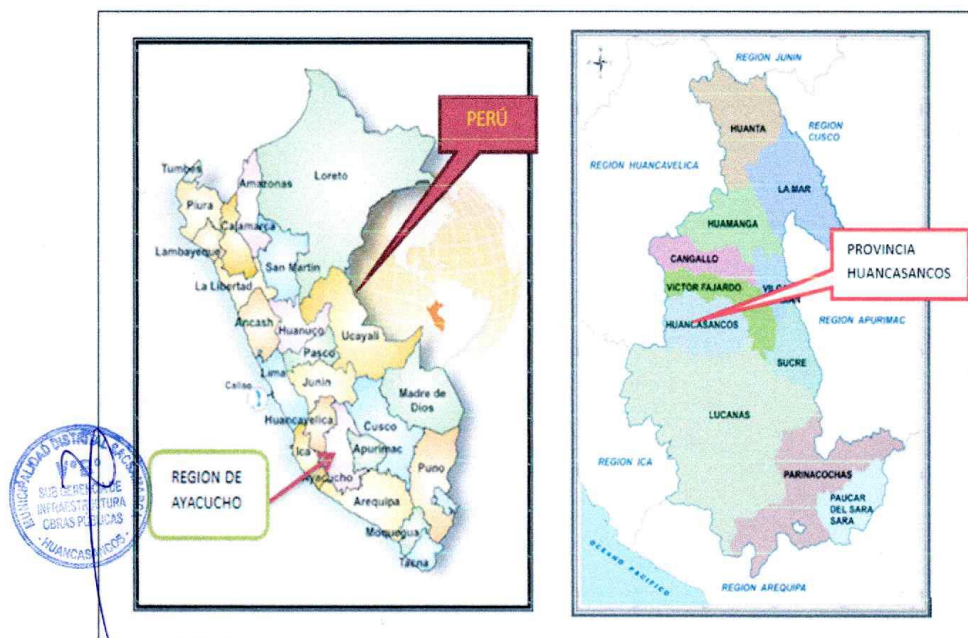 PERÚ
Tumbes
Piura
Amazonas
Loreto
Cajamarca
Lambayeque
San Martin
La Libertad
Ancash
Huanuco
Ucayali
Pasco
Lima
Junin
Callao
Madre de
Dios
Huancavelica
Cusco
Ica
Apurimac
Ayacucho
Puno
Arequipa
Moquegua
Tacna
REGION DE
AYACUCHO
MUNICIPALIDAD DISTRITAL
SUB GERENCIA DE
INFRAESTRUCTURA
OBRAS PÚBLICAS
HUANCASANCOS
REGION JUNIN
HUANTA
REGION
CUSCO
REGION HUANCAVELICA
LA MAR
HUAMANGA
PROVINCIA
HUANCASANCOS
CANGALLO
VICTOR FAJARDO
HUANCASANCOS
REGION APURIMAC
SUCRE
LUCANAS
REGION ICA
PARINACOCHAS
PAUCAR
DEL SARA
SARA
OCEANO PACIFICO
REGION AREQUIPA